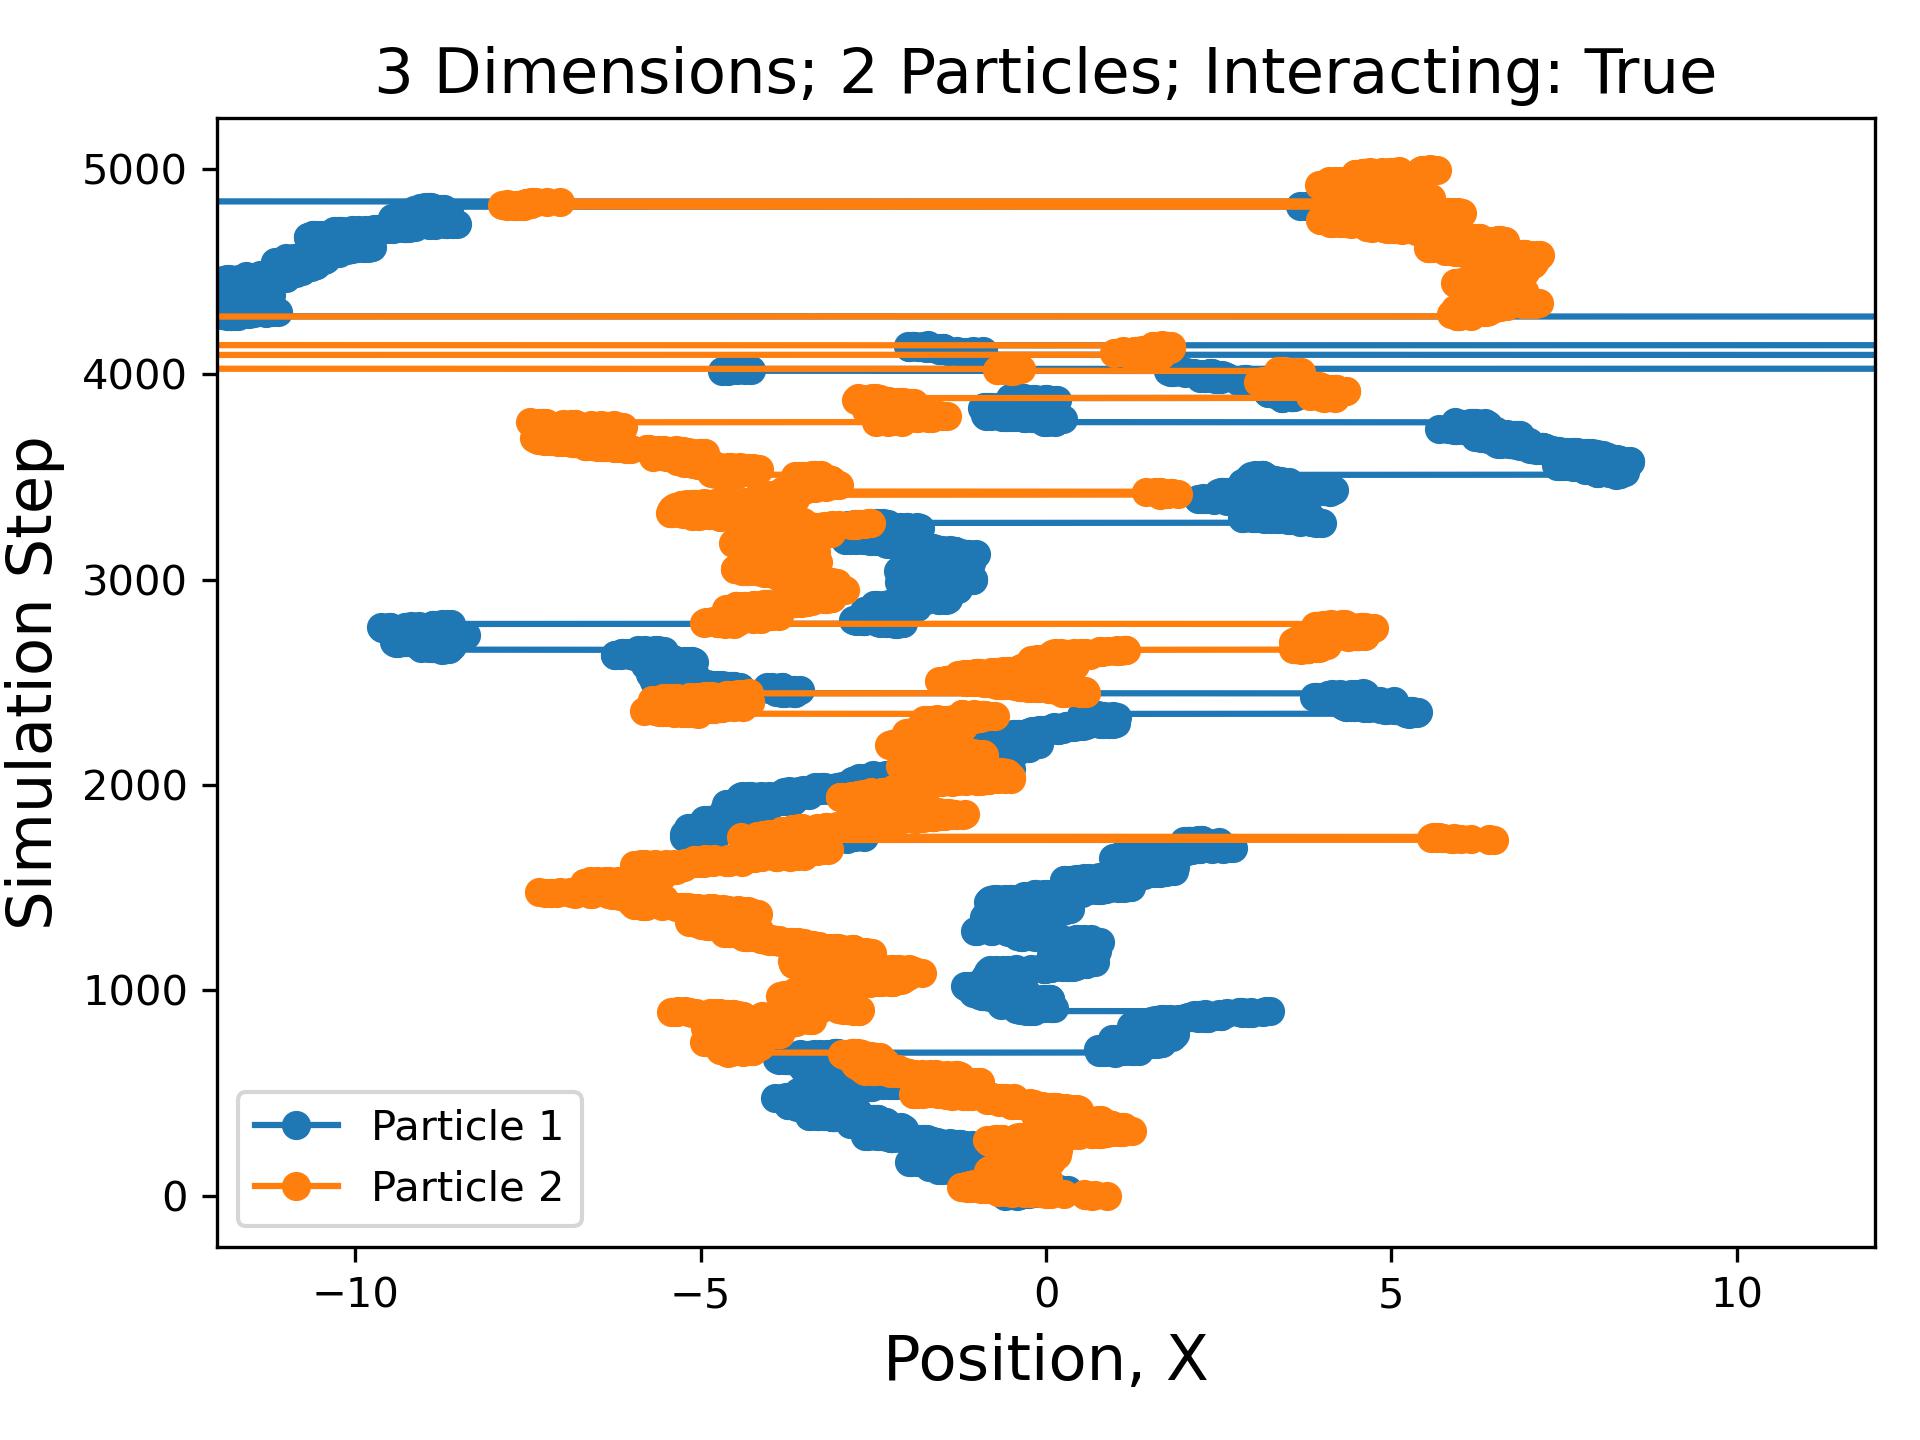 3 Dimensions; 2 Particles; Interacting: True
Simulation Step
5000
4000
3000
2000
1000
0
Particle 1
Particle 2
−10
−5
0
5
10
Position, X